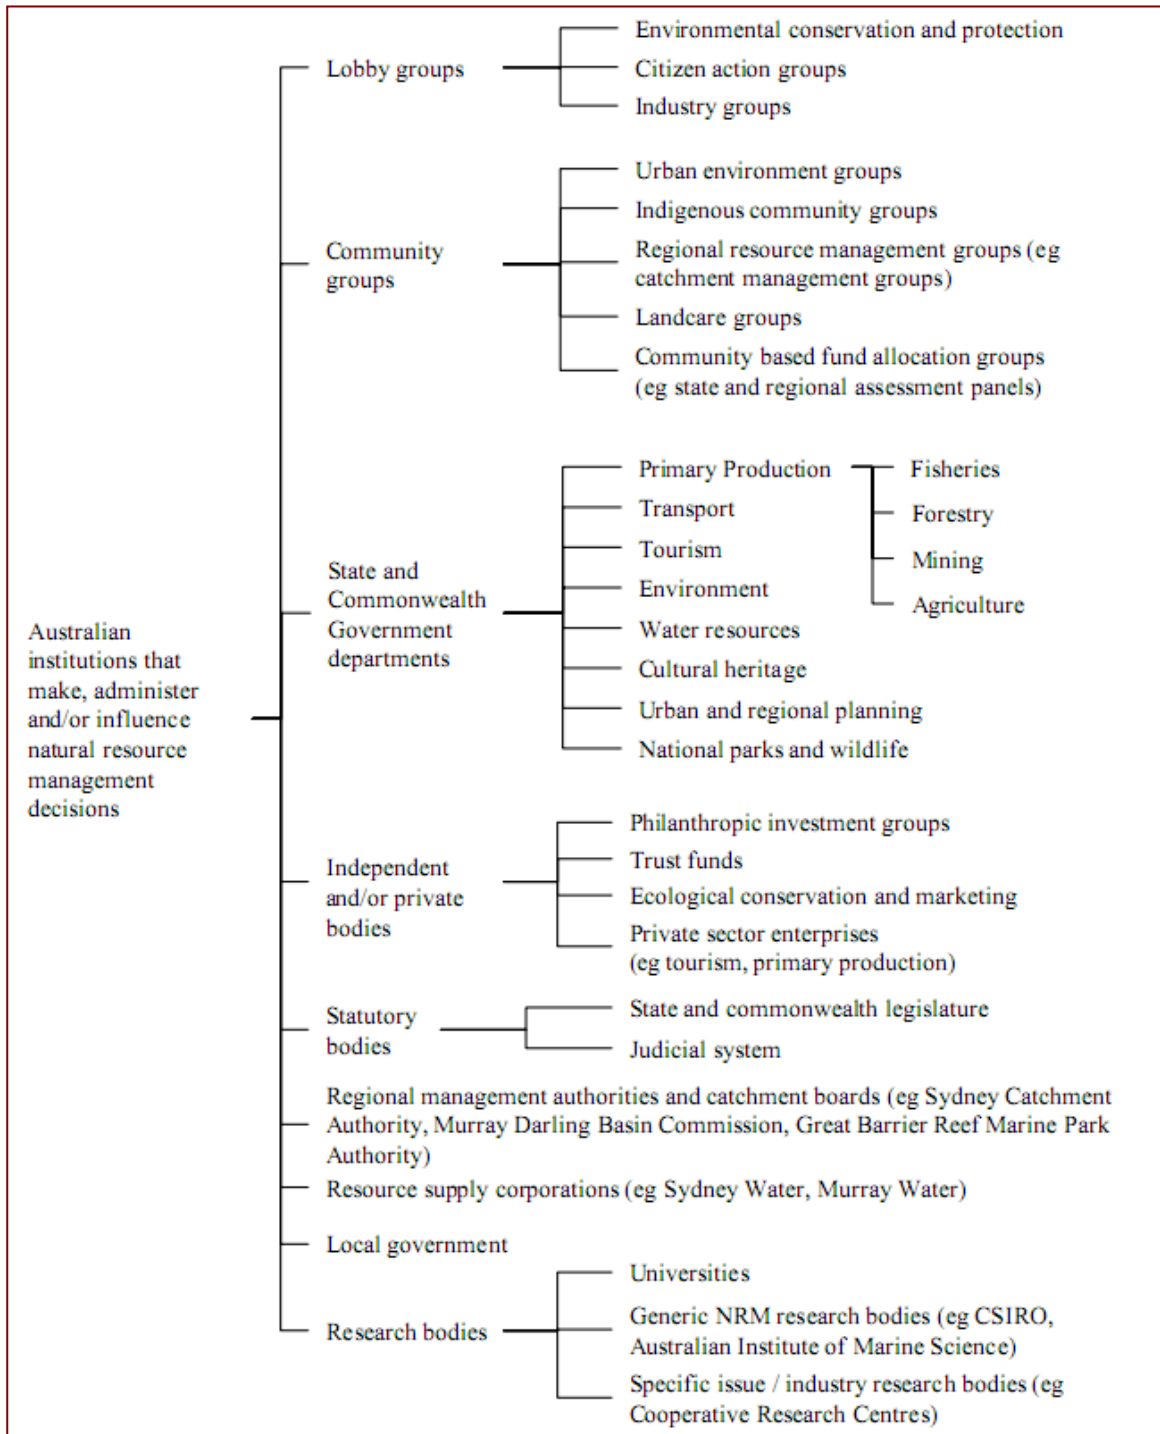 Environmental conservation and protection
Lobby groups
Citizen action groups
Industry groups
Urban environment groups
Indigenous community groups
Community
groups
Regional resource management groups (eg
catchment management groups)
Landcare groups
Community based fund allocation groups
(eg state and regional assessment panels)
Primary Production
Fisheries
Forestry
Mining
Agriculture
Transport
Tourism
State and
Commonwealth
Government
departments
Environment
Water resources
Cultural heritage
Urban and regional planning
National parks and wildlife
Australian
institutions that
make, administer
and/or influence
natural resource
management
decisions
Philanthropic investment groups
Trust funds
Independent
and/or private
bodies
Ecological conservation and marketing
Private sector enterprises
(eg tourism, primary production)
Statutory
bodies
State and commonwealth legislature
Judicial system
Regional management authorities and catchment boards (eg Sydney Catchment
Authority, Murray Darling Basin Commission, Great Barrier Reef Marine Park
Authority)
Resource supply corporations (eg Sydney Water, Murray Water)
Local government
Research bodies
Universities
Generic NRM research bodies (eg CSIRO,
Australian Institute of Marine Science)
Specific issue / industry research bodies (eg
Cooperative Research Centres)